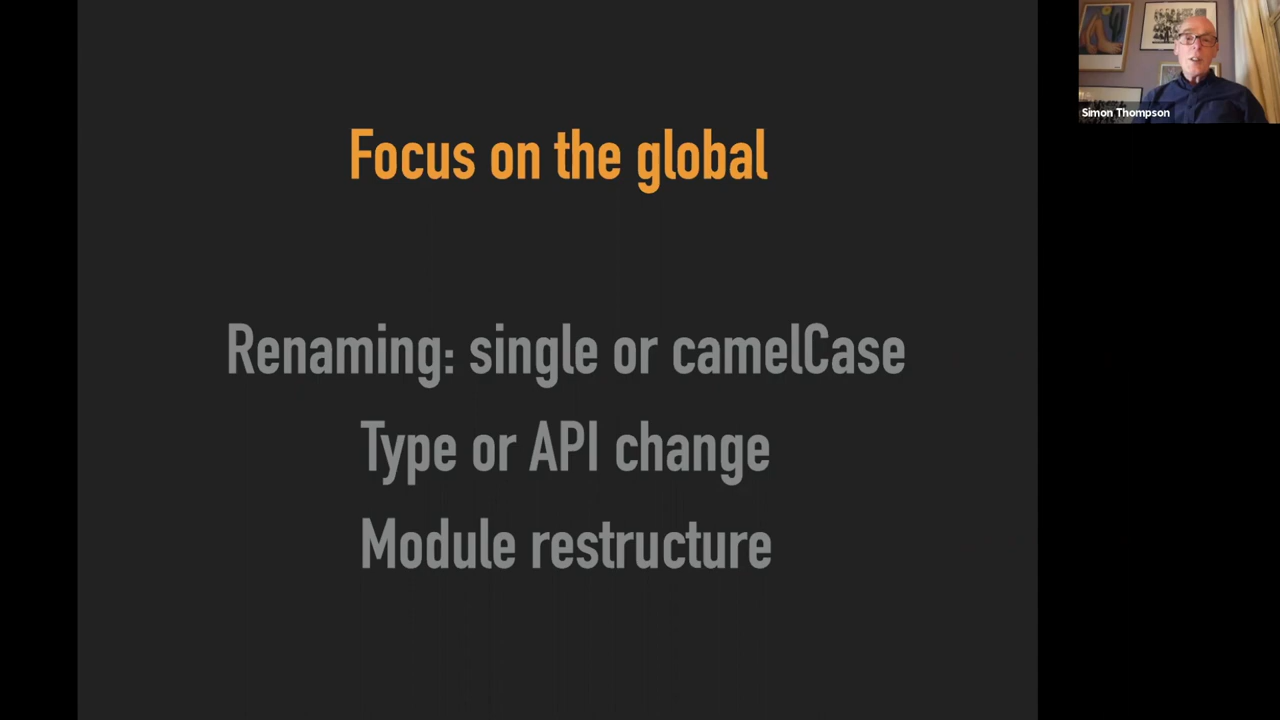 Focus on the global
Renaming: single or camelCase
Type or API change
Module restructure
Simon Thompson